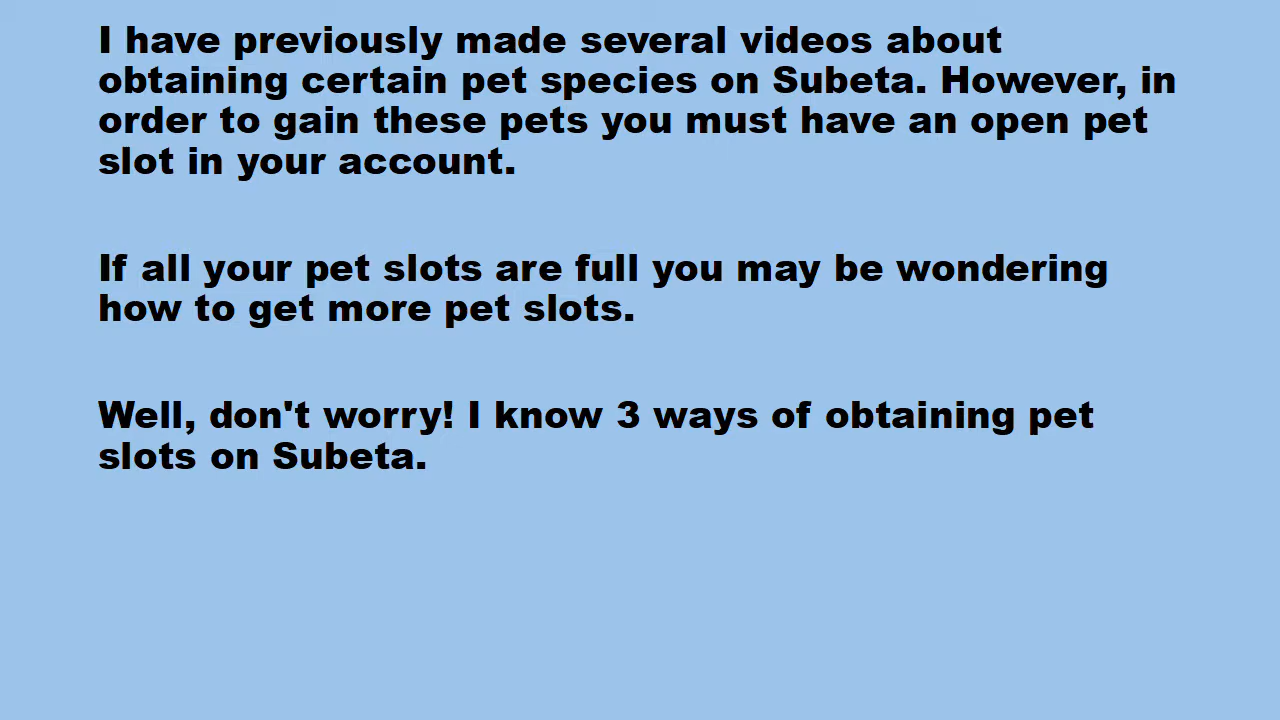 I have previously made several videos about
obtaining certain pet species on Subeta. However, in
order to gain these pets you must have an open pet
slot in your account.
If all your pet slots are full you may be wondering
how to get more pet slots.
Well, don't worry! I know 3 ways of obtaining pet
slots on Subeta.